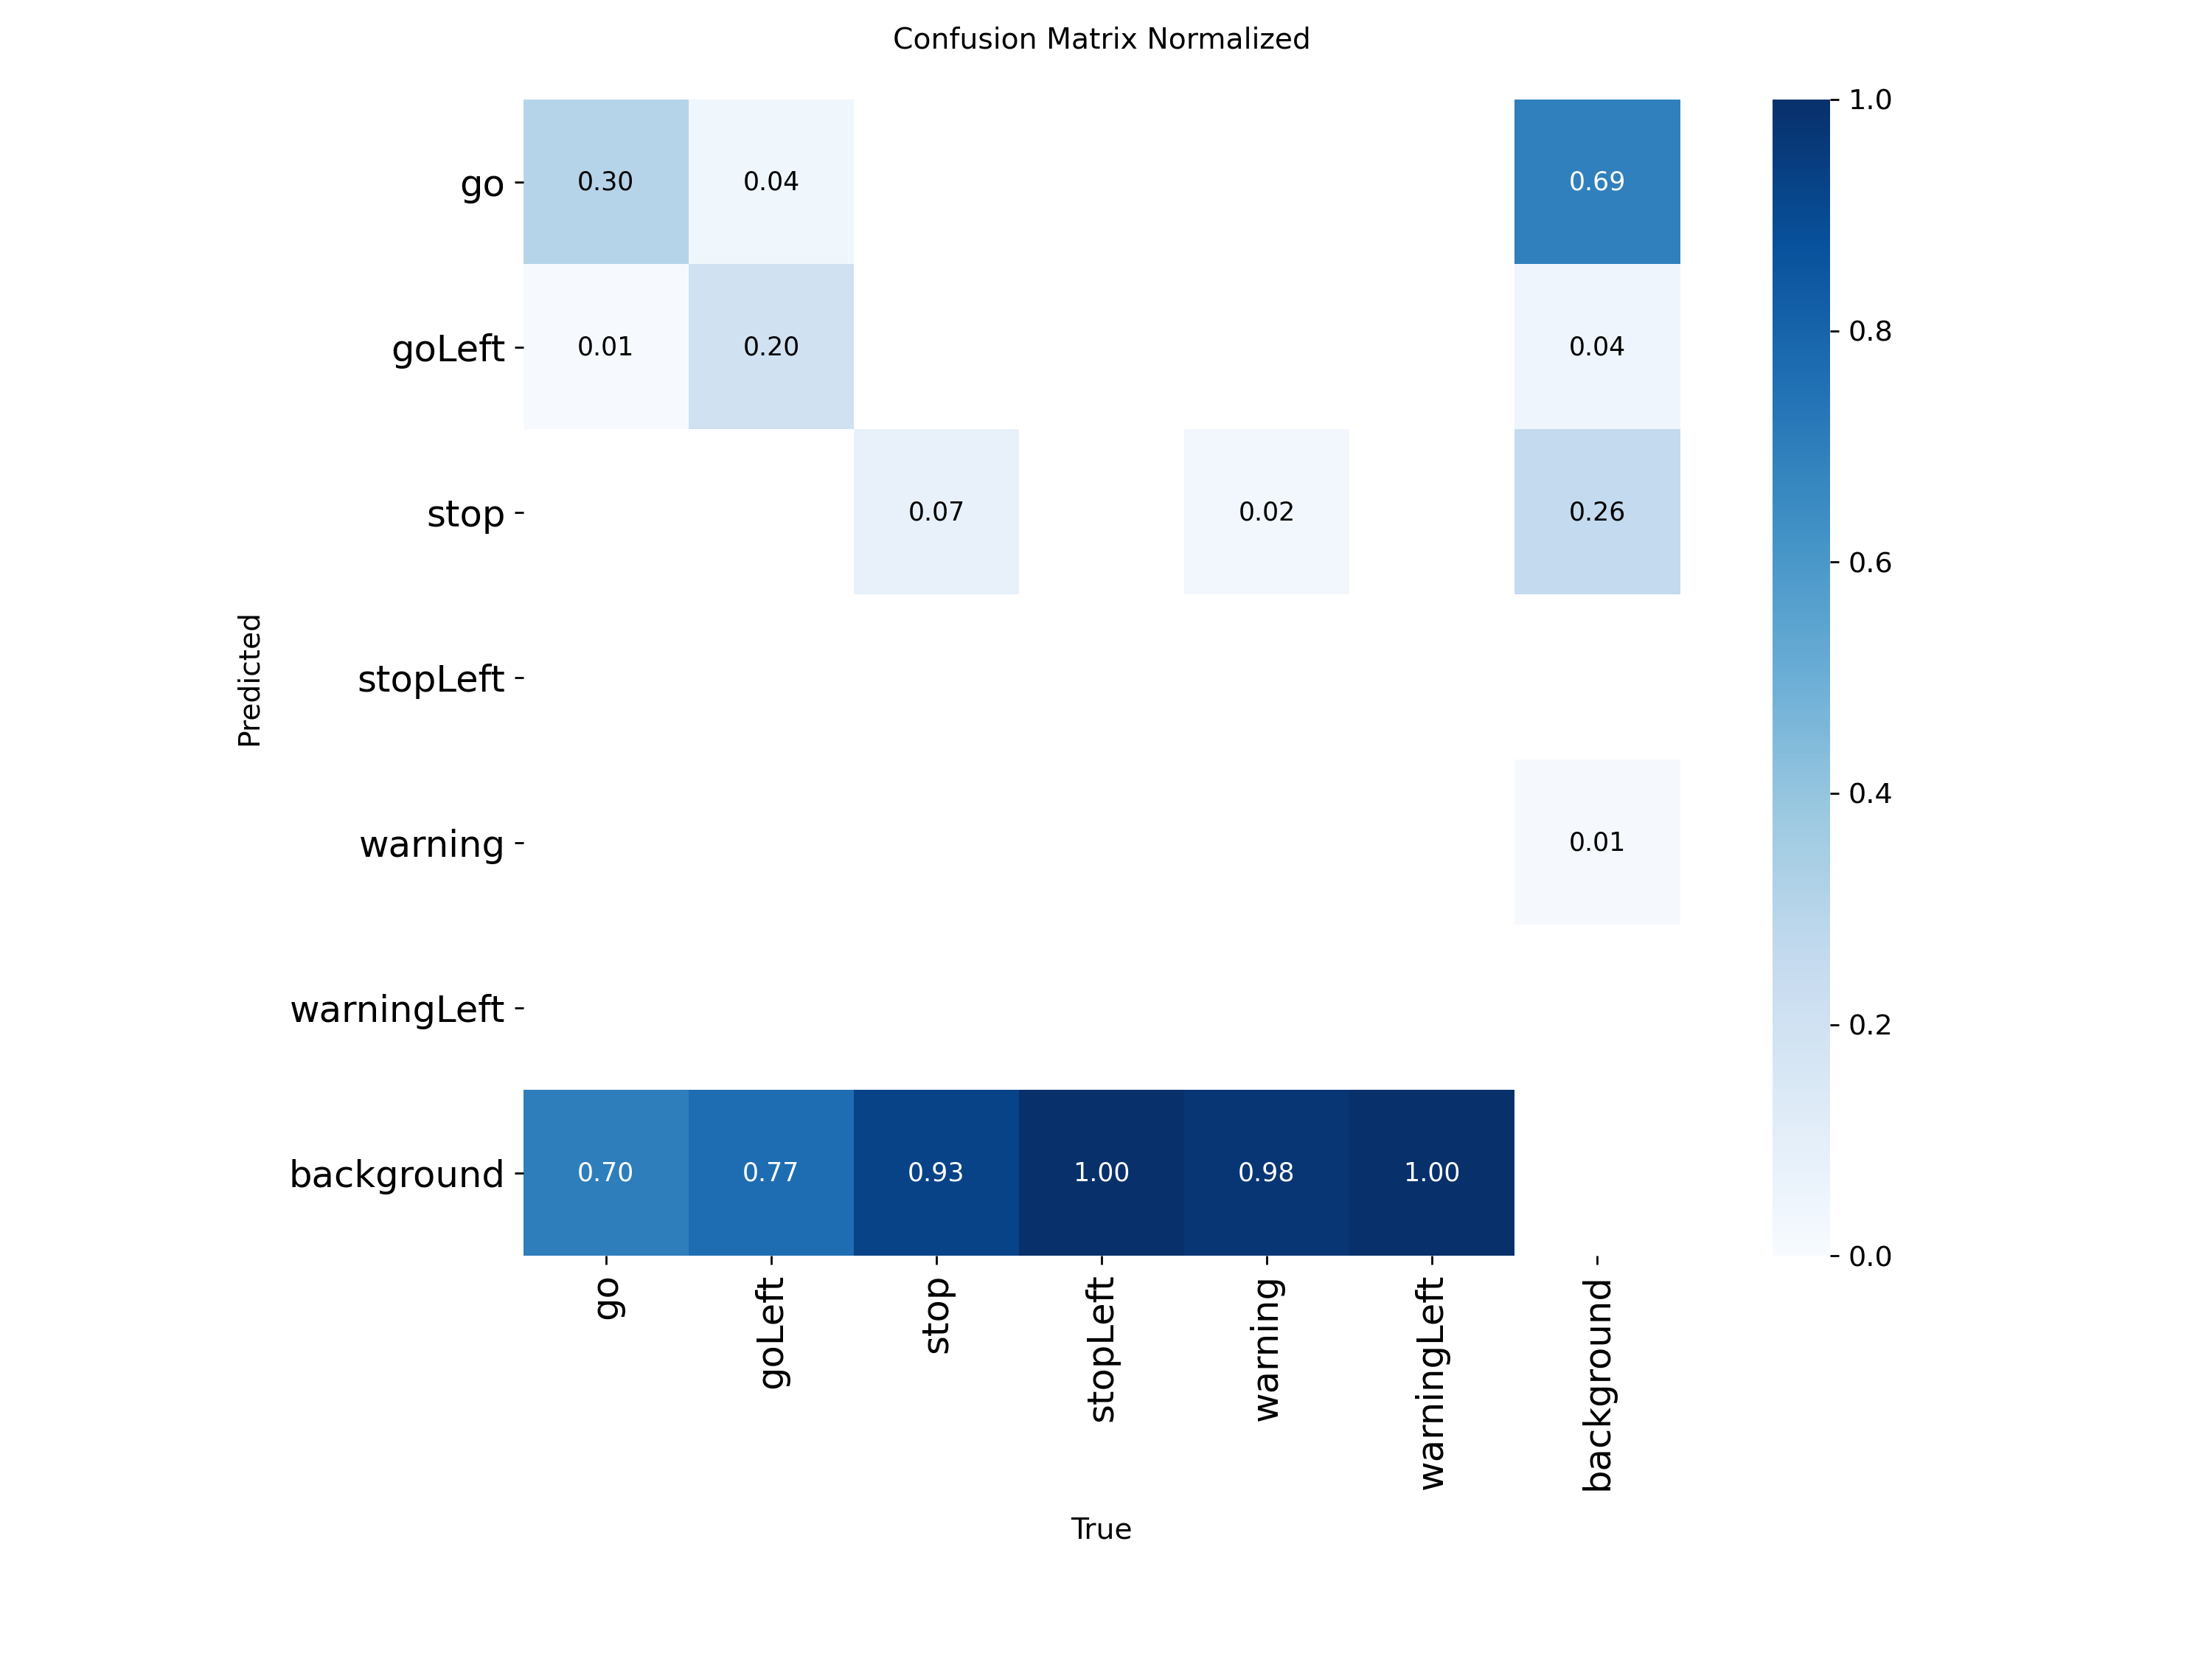 Confusion Matrix Normalized
go 0.30 0.04 0.69
goLeft 0.01 0.20 0.04
stop 0.07 0.02 0.26
stopLeft
warning 0.01
warningLeft
background 0.70 0.77 0.93 1.00 0.98 1.00
Predicted
go goLeft stop stopLeft warning warningLeft background
True
1.0
0.8
0.6
0.4
0.2
0.0